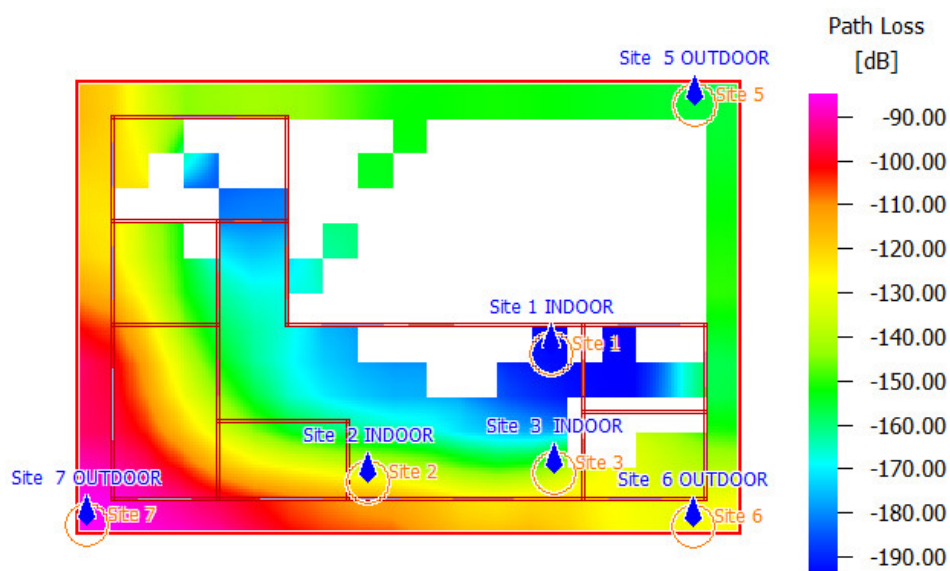 Path Loss
[dB]
Site 5 OUTDOOR
Site 5
-90.00
-100.00
-110.00
-120.00
-130.00
-140.00
-150.00
-160.00
-170.00
-180.00
-190.00
Site 1 INDOOR
Site 1
Site 2 INDOOR
Site 2
Site 3 INDOOR
Site 3
Site 7 OUTDOOR
Site 7
Site 6 OUTDOOR
Site 6